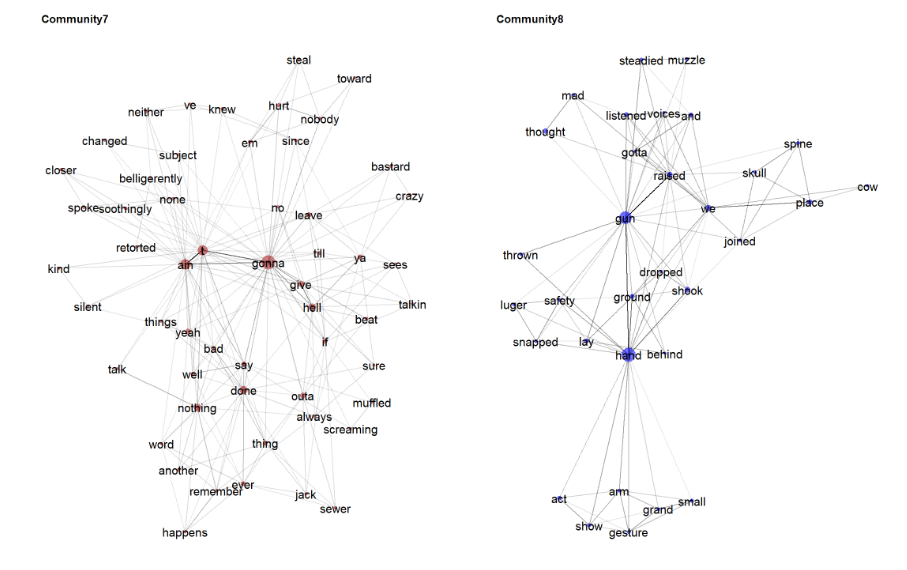 Community7
steal
toward
neither ve knew hurt
nobody
changed
subject
em since
closer
belligerently
bastard
none
crazy
spoke soothingly
no
leave
retorted
t
till
ya
ain
gonna
sees
kind
give
silent
hell
talkin
things
yeah
beat
bad
if
talk
well
say
sure
done
outa
nothing
muffled
always
screaming
word
thing
another
remember
ever
jack
sewer
happens
Community8
steadied muzzle
mad
listened voices and
thought
gotta
spine
raised
skull
cow
gun
we
place
joined
thrown
dropped
luger
safety
ground
shook
snapped
lay
hand behind
act
arm
small
grand
show
gesture